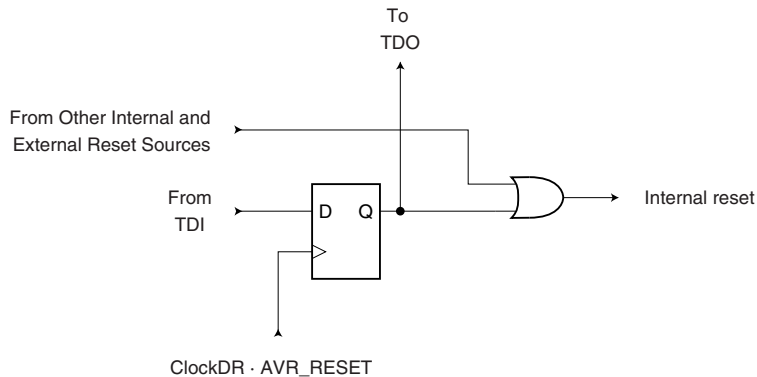 To
TDO
From Other Internal and
External Reset Sources
From
TDI
D Q
Internal reset
ClockDR · AVR_RESET